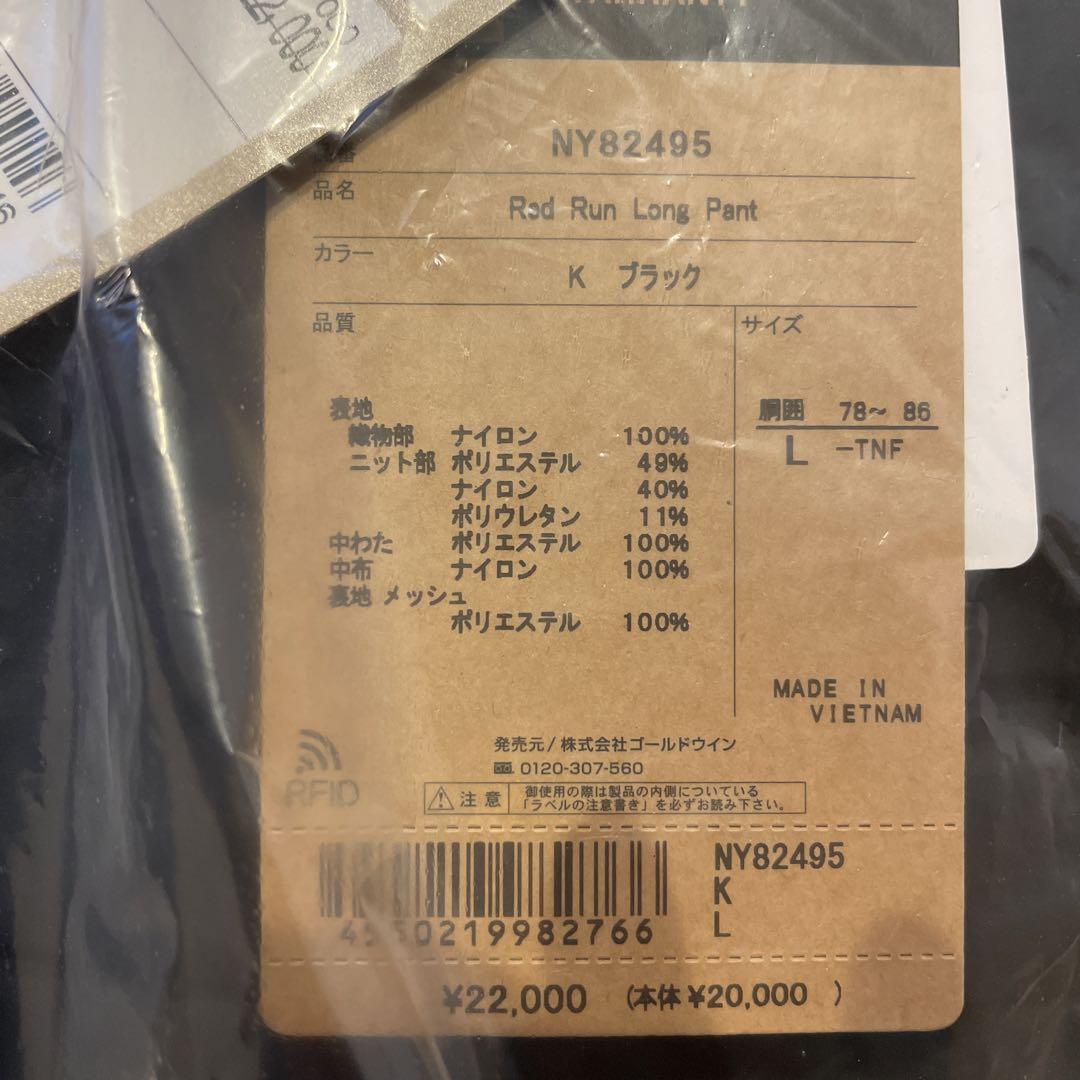 NY82495
品名
Red Run Long Pant
カラー
K ブラック
品質
サイズ
表地
織物部 ナイロン 100%
ニット部 ポリエステル 49%
ナイロン 40%
ポリウレタン 11%
中わた ポリエステル 100%
中布 ナイロン 100%
裏地 メッシュ
ポリエステル 100%
胴囲 78~ 86
L -TNF
MADE IN
VIETNAM
発売元/株式会社ゴールドウイン
0120-307-560
RFID
注意
御使用の際は製品の内側についている
「ラベルの注意書き」を必ずお読み下さい。
NY82495
K
L
4550219982766
¥22,000 (本体 ¥20,000 )